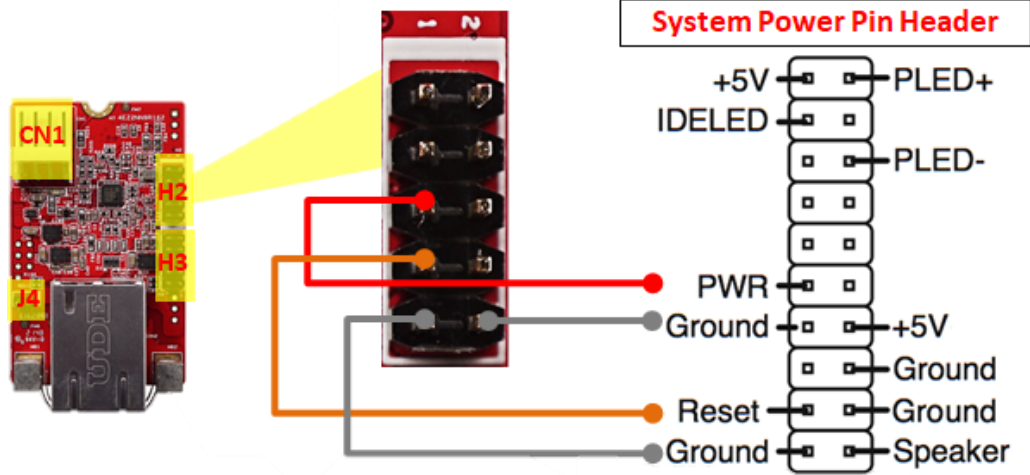 System Power Pin Header
1 2
CN1
H2
H3
J4
UDE
+5V PLED+
IDELED
PLED-
PWR
Ground +5V
Ground
Reset Ground
Ground Speaker